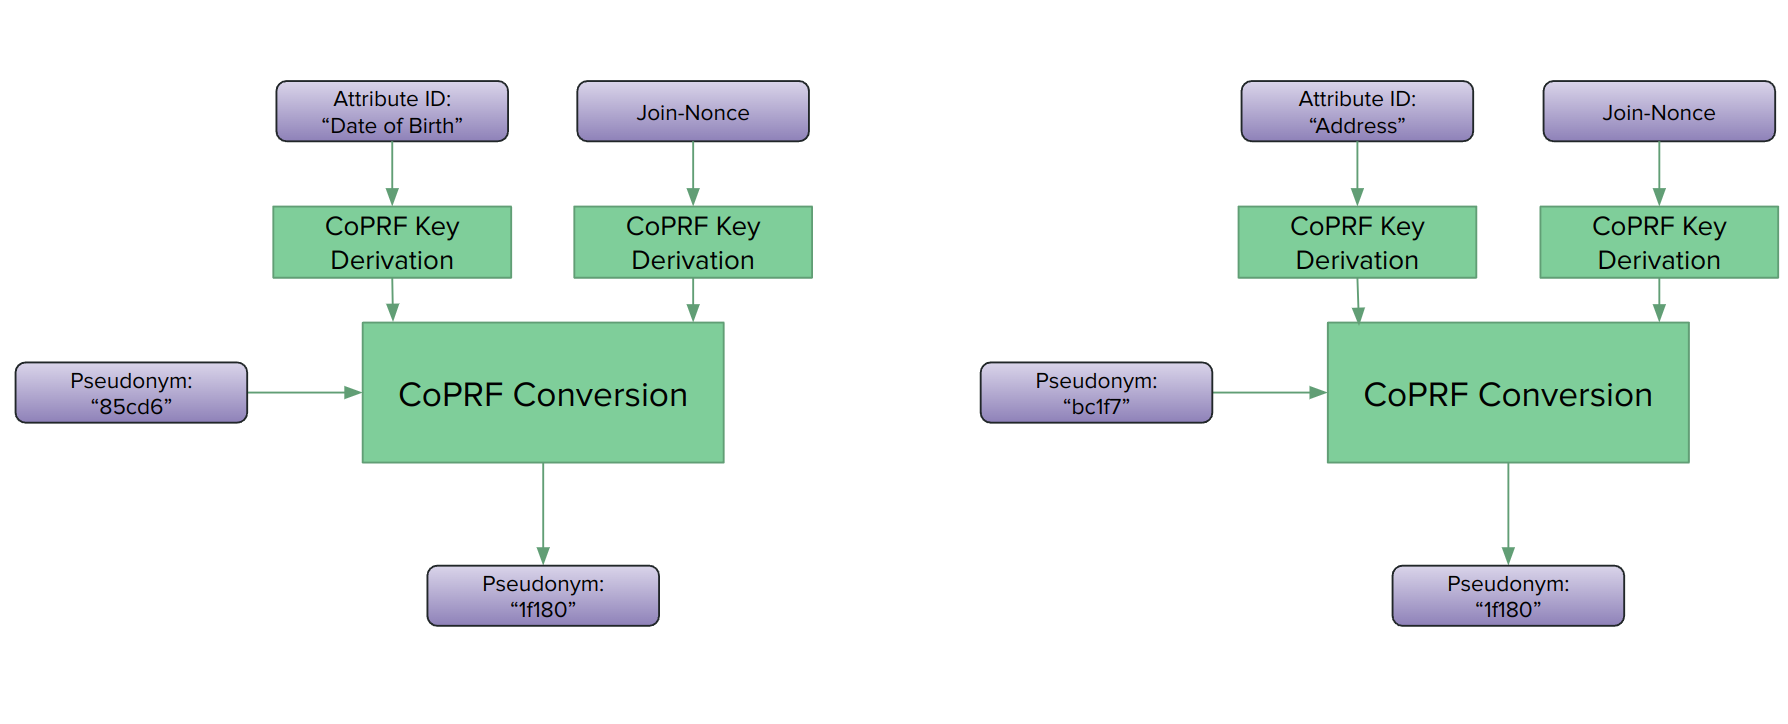 Attribute ID:
“Date of Birth”
Join-Nonce
CoPRF Key
Derivation
CoPRF Key
Derivation
Pseudonym:
“85cd6”
CoPRF Conversion
Pseudonym:
“1f180”
Attribute ID:
“Address”
Join-Nonce
CoPRF Key
Derivation
CoPRF Key
Derivation
Pseudonym:
“bc1f7”
CoPRF Conversion
Pseudonym:
“1f180”